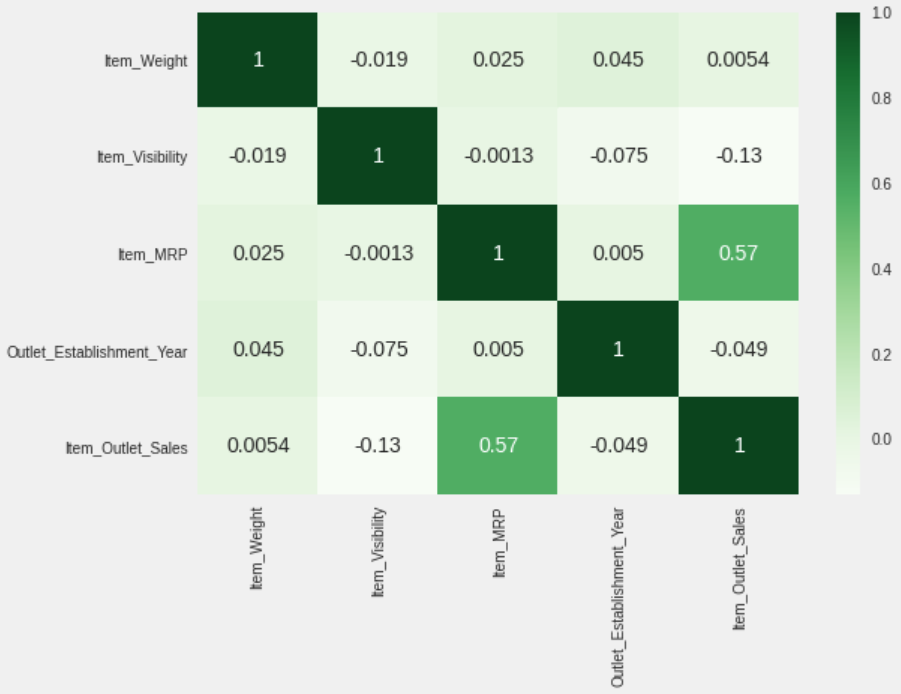 Item_Weight 1 -0.019 0.025 0.045 0.0054
Item_Visibility -0.019 1 -0.0013 -0.075 -0.13
Item_MRP 0.025 -0.0013 1 0.005 0.57
Outlet_Establishment_Year 0.045 -0.075 0.005 1 -0.049
Item_Outlet_Sales 0.0054 -0.13 0.57 -0.049 1
Item_Weight
Item_Visibility
Item_MRP
Outlet_Establishment_Year
Item_Outlet_Sales
1.0
0.8
0.6
0.4
0.2
0.0